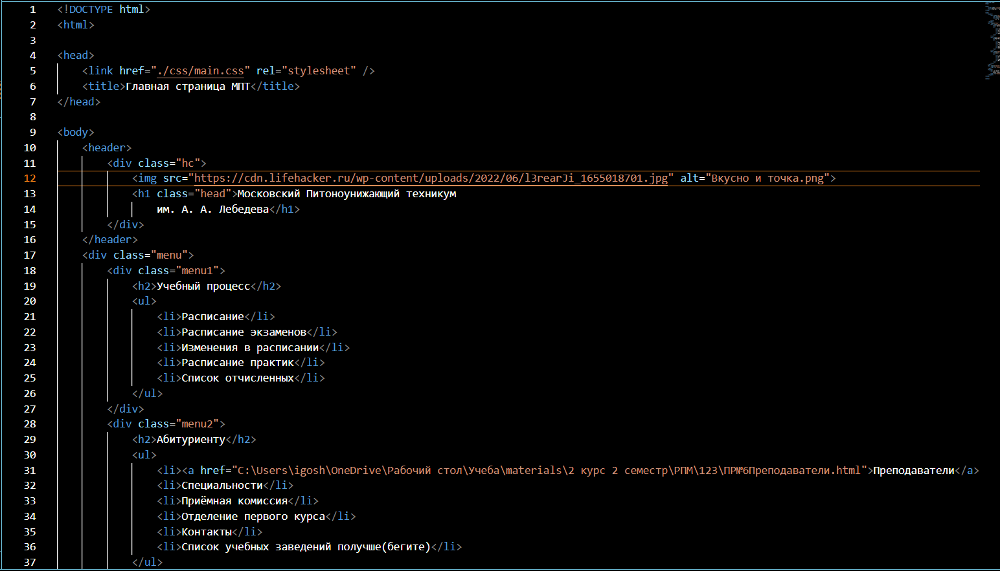 1 <!DOCTYPE html>
2 <html>
3
4 <head>
5     <link href="./css/main.css" rel="stylesheet" />
6     <title>Главная страница МПТ</title>
7 </head>
8
9 <body>
10     <header>
11         <div class="hc">
12             <img src="https://cdn.lifehacker.ru/wp-content/uploads/2022/06/l3rearJi_1655018701.jpg" alt="Вкусно и точка.png">
13             <h1 class="head">Московский Питоноунижающий техникум
14                 им. А. А. Лебедева</h1>
15         </div>
16     </header>
17     <div class="menu">
18         <div class="menu1">
19             <h2>Учебный процесс</h2>
20             <ul>
21                 <li>Расписание</li>
22                 <li>Расписание экзаменов</li>
23                 <li>Изменения в расписании</li>
24                 <li>Расписание практик</li>
25                 <li>Список отчисленных</li>
26             </ul>
27         </div>
28         <div class="menu2">
29             <h2>Абитуриенту</h2>
30             <ul>
31                 <li><a href="C:\Users\igosh\OneDrive\Рабочий стол\Учеба\materials\2 курс 2 семестр\РПМ\123\ПР№6Преподаватели.html">Преподаватели</a>
32                 <li>Специальности</li>
33                 <li>Приёмная комиссия</li>
34                 <li>Отделение первого курса</li>
35                 <li>Контакты</li>
36                 <li>Список учебных заведений получше(бегите)</li>
37             </ul>